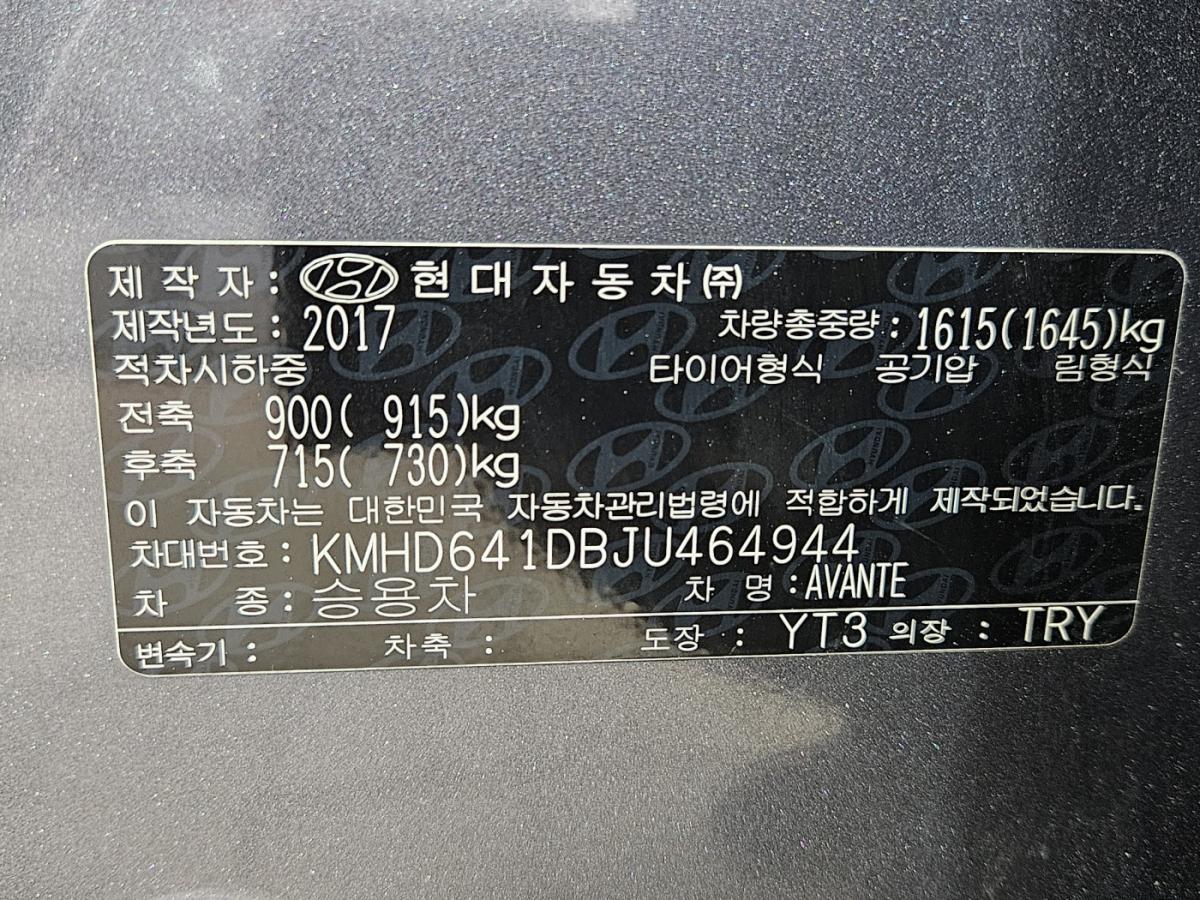 제 작 자 : 현 대 자 동 차 ㈜
제작년도 : 2017 차량총중량 : 1615(1645)kg
적차시하중 타이어형식 공기압 림형식
전축 900( 915)kg
후축 715( 730)kg
이 자동차는 대한민국 자동차관리법령에 적합하게 제작되었습니다.
차대번호 : KMHD641DBJU464944
차 종 : 승용차 차 명 : AVANTE
변속기 : 차축 : 도장 : YT3 의장 : TRY